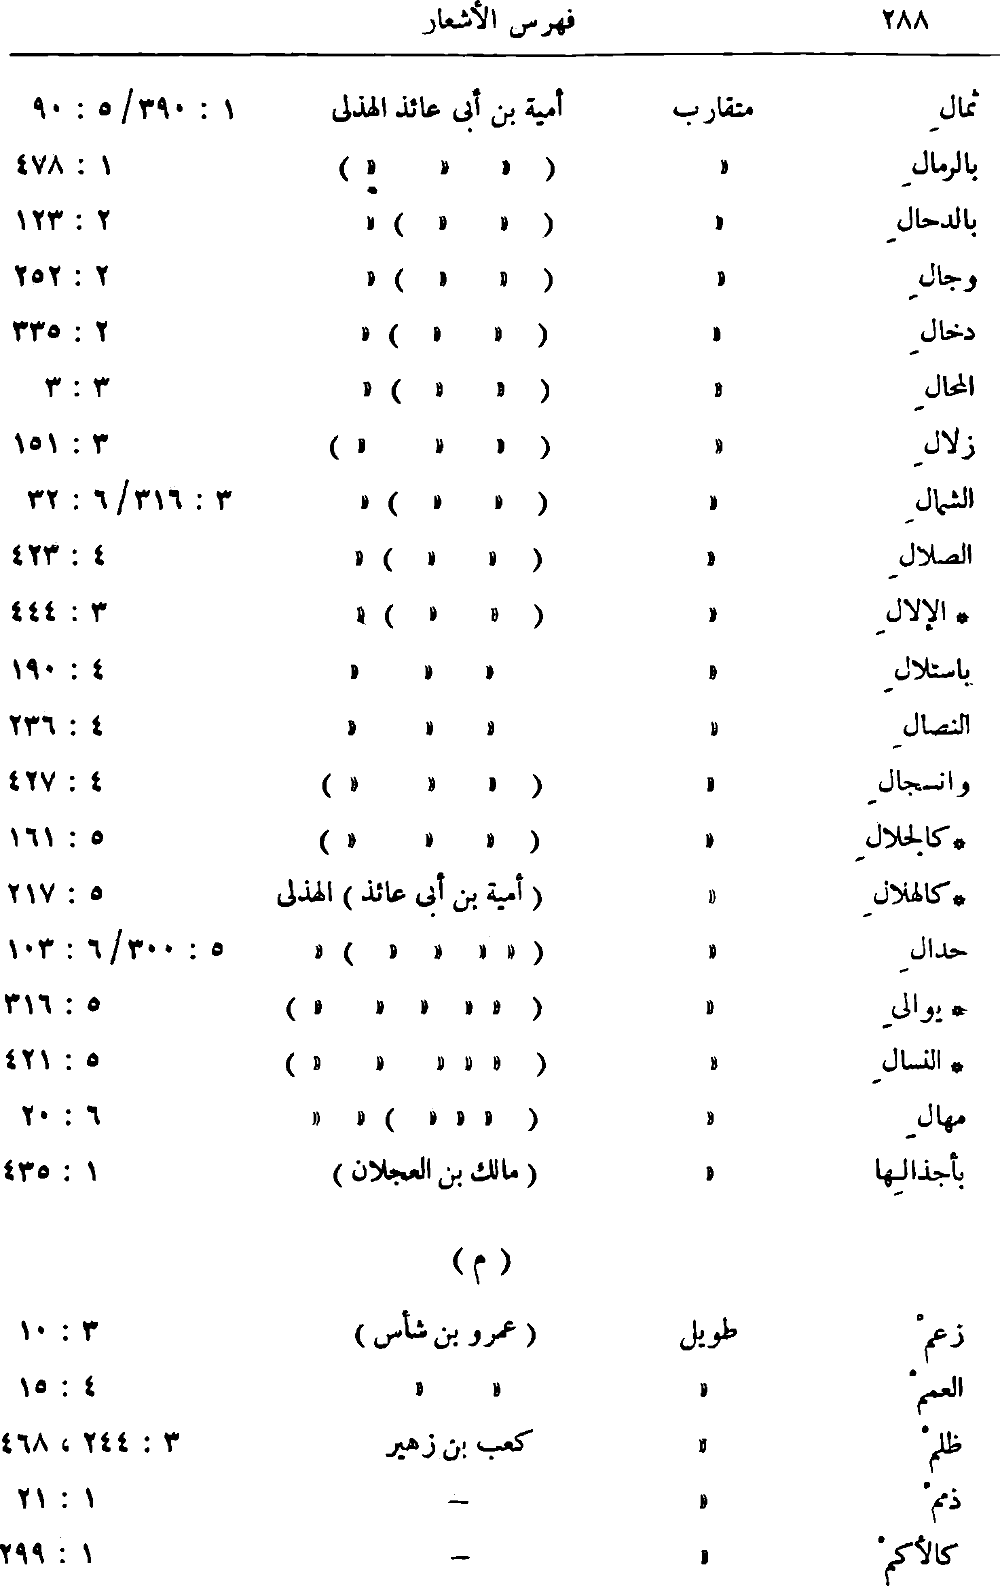 ٢٨٨ فهرس الأشعار
ثمالِ متقارب أمية بن أبى عائذ الهذلى ١ : ٣٩٠/ ٥ : ٩٠
بالرمالِ » ( » » » ) ١ : ٤٧٨
بالدحالِ » ( » » ) » ٢ : ١٢٣
وجالِ » ( » » ) » ٢ : ٢٥٢
دخالِ » ( » » ) » ٢ : ٣٣٥
المحالِ » ( » » ) » ٣ : ٣
زلالِ » ( » » » ) ٣ : ١٥١
الشمالِ » ( » » ) » ٣ : ٣١٦/ ٦ : ٣٢
الصلالِ » ( » » ) » ٤ : ٤٢٣
* الإلالِ » ( » » ) » ٣ : ٤٤٤
باستلالِ » » » » ٤ : ١٩٠
النصالِ » » » » ٤ : ٢٣٦
وانسجالِ » ( » » » ) ٤ : ٤٢٧
* كالجلالِ » ( » » » ) ٥ : ١٦١
* كالهلالِ » ( أمية بن أبى عائذ ) الهذلى ٥ : ٢١٧
حدالِ » ( » » » » ) » ٥ : ٣٠٠/ ٦ : ١٠٣
* يوالِى » ( » » » » » ) ٥ : ٣١٦
* النسالِ » ( » » » » » ) ٥ : ٤٢١
مهالِ » ( » » » ) » » ٦ : ٢٠
بأجذالِها » ( مالك بن العجلان ) ١ : ٤٣٥
( م )
زعمْ طويل ( عمرو بن شأس ) ٣ : ١٠
العممْ » » » ٤ : ١٥
ظلمْ » كعب بن زهير ٣ : ٢٤٤ ، ٤٦٨
ذممْ » — ١ : ٢١
كالأكمْ » — ١ : ٢٩٩